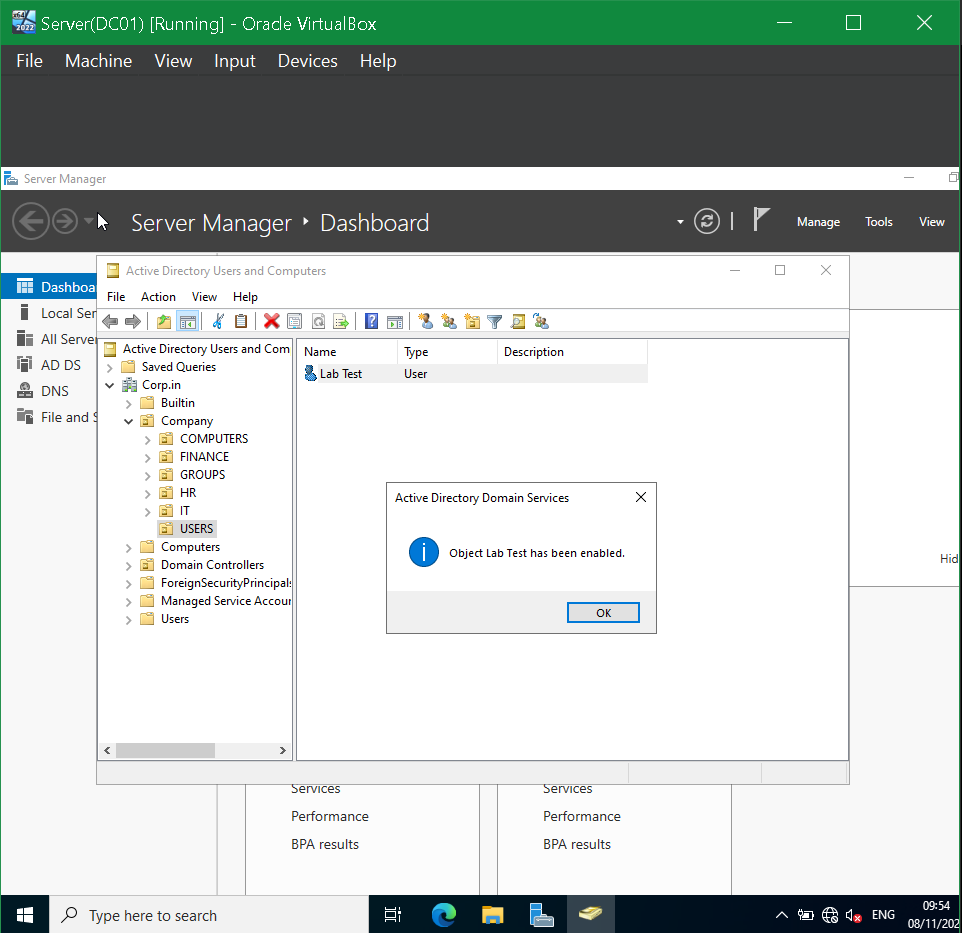 Server(DC01) [Running] - Oracle VirtualBox
File Machine View Input Devices Help
Server Manager
Server Manager Dashboard
Manage Tools View
Active Directory Users and Computers
File Action View Help
Dashboa
Local Ser
All Server
AD DS
DNS
File and S
Active Directory Users and Com
Saved Queries
Corp.in
Builtin
Company
COMPUTERS
FINANCE
GROUPS
HR
IT
USERS
Computers
Domain Controllers
ForeignSecurityPrincipals
Managed Service Accoun
Users
Name Type Description
Lab Test User
Active Directory Domain Services
Object Lab Test has been enabled.
OK
Hid
Services
Performance
BPA results
Services
Performance
BPA results
Type here to search
ENG
09:54
08/11/202